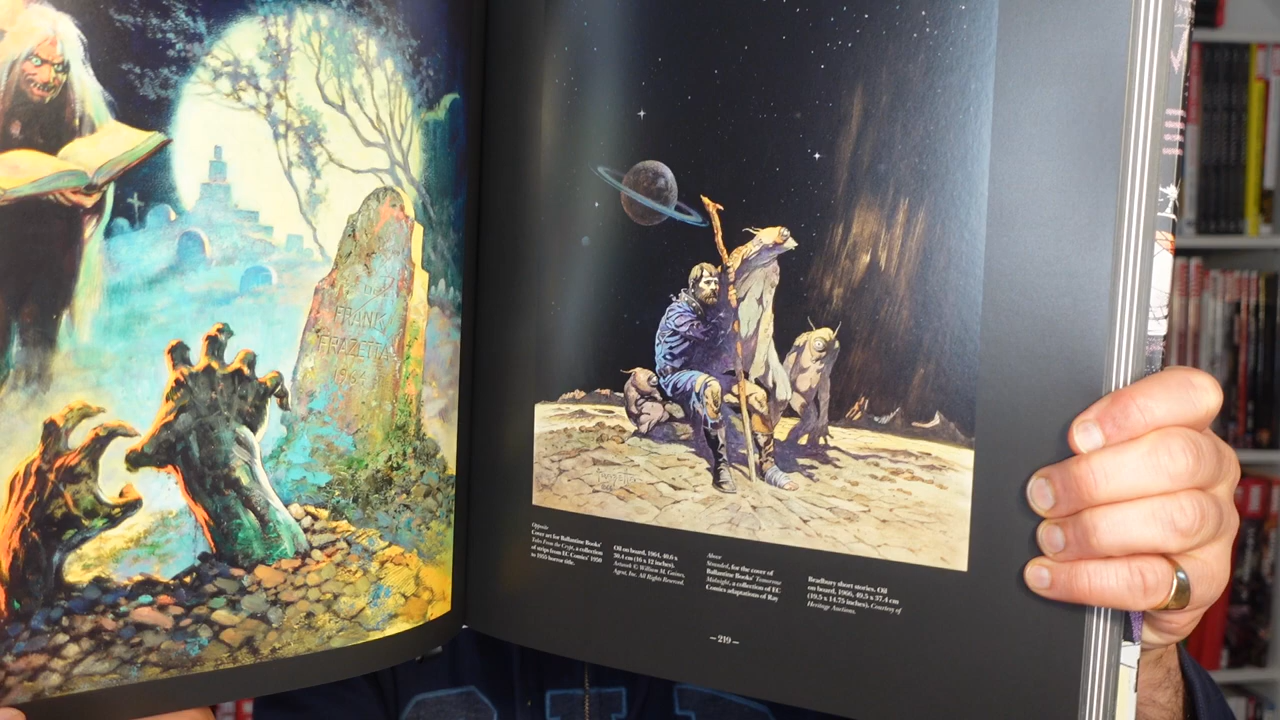 FRANK
FRAZETTA
196
Opposite
Cover art for Ballantine Books'
Tales From the Crypt, a collection
of strips from EC Comics' 1950
to 1955 horror title.
Oil on board, 1964, 40.6 x
30.4 cm (16 x 12 inches).
Artwork © William M. Gaines,
Agent, Inc. All Rights Reserved.
Above
Stranded, for the cover of
Ballantine Books' Tomorrow
Midnight, a collection of EC
Comics adaptations of Ray
Bradbury short stories. Oil
on board, 1966, 49.5 x 37.4 cm
(19.5 x 14.75 inches). Courtesy of
Heritage Auctions.
— 219 —